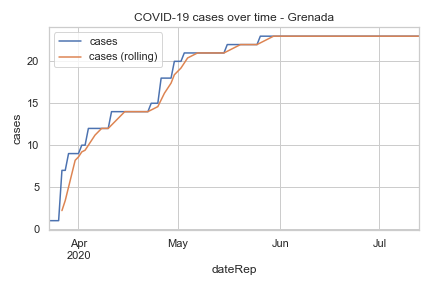 COVID-19 cases over time - Grenada
cases
cases (rolling)
cases
20
15
10
5
0
Apr
2020
May
Jun
Jul
dateRep